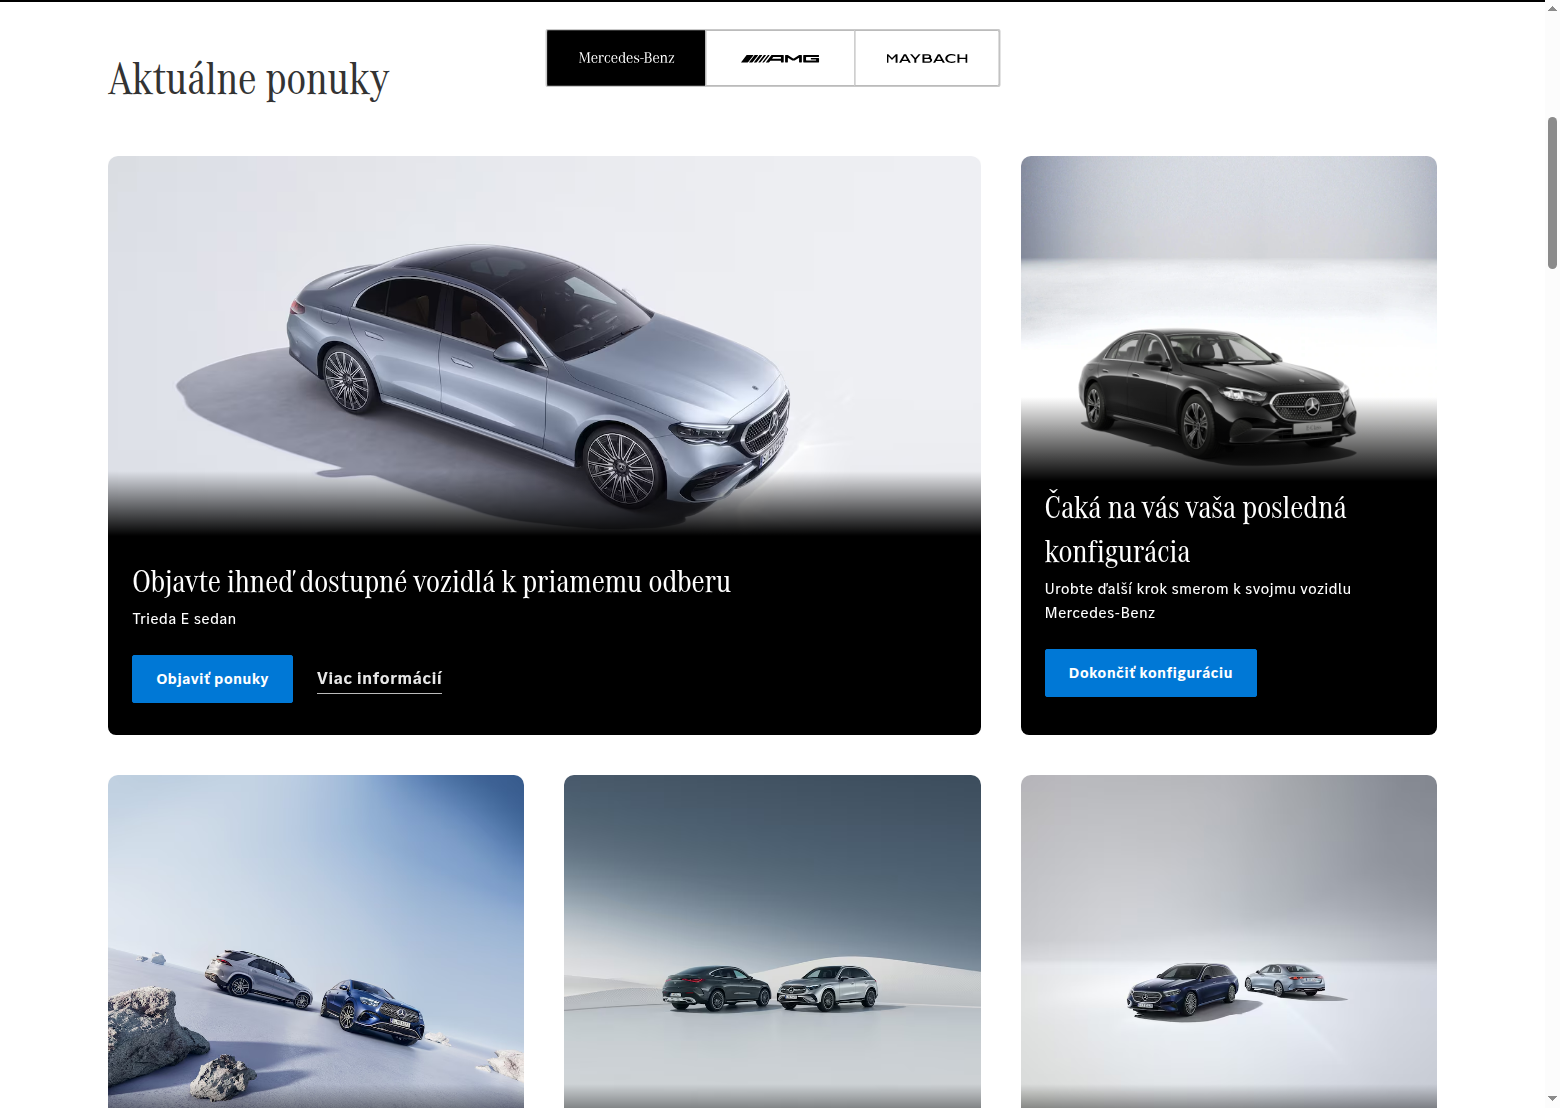 Aktuálne ponuky
Mercedes-Benz
AMG
MAYBACH
Objavte ihneď dostupné vozidlá k priamemu odberu
Trieda E sedan
Objaviť ponuky
Viac informácií
Čaká na vás vaša posledná
konfigurácia
Urobte ďalší krok smerom k svojmu vozidlu
Mercedes-Benz
Dokončiť konfiguráciu